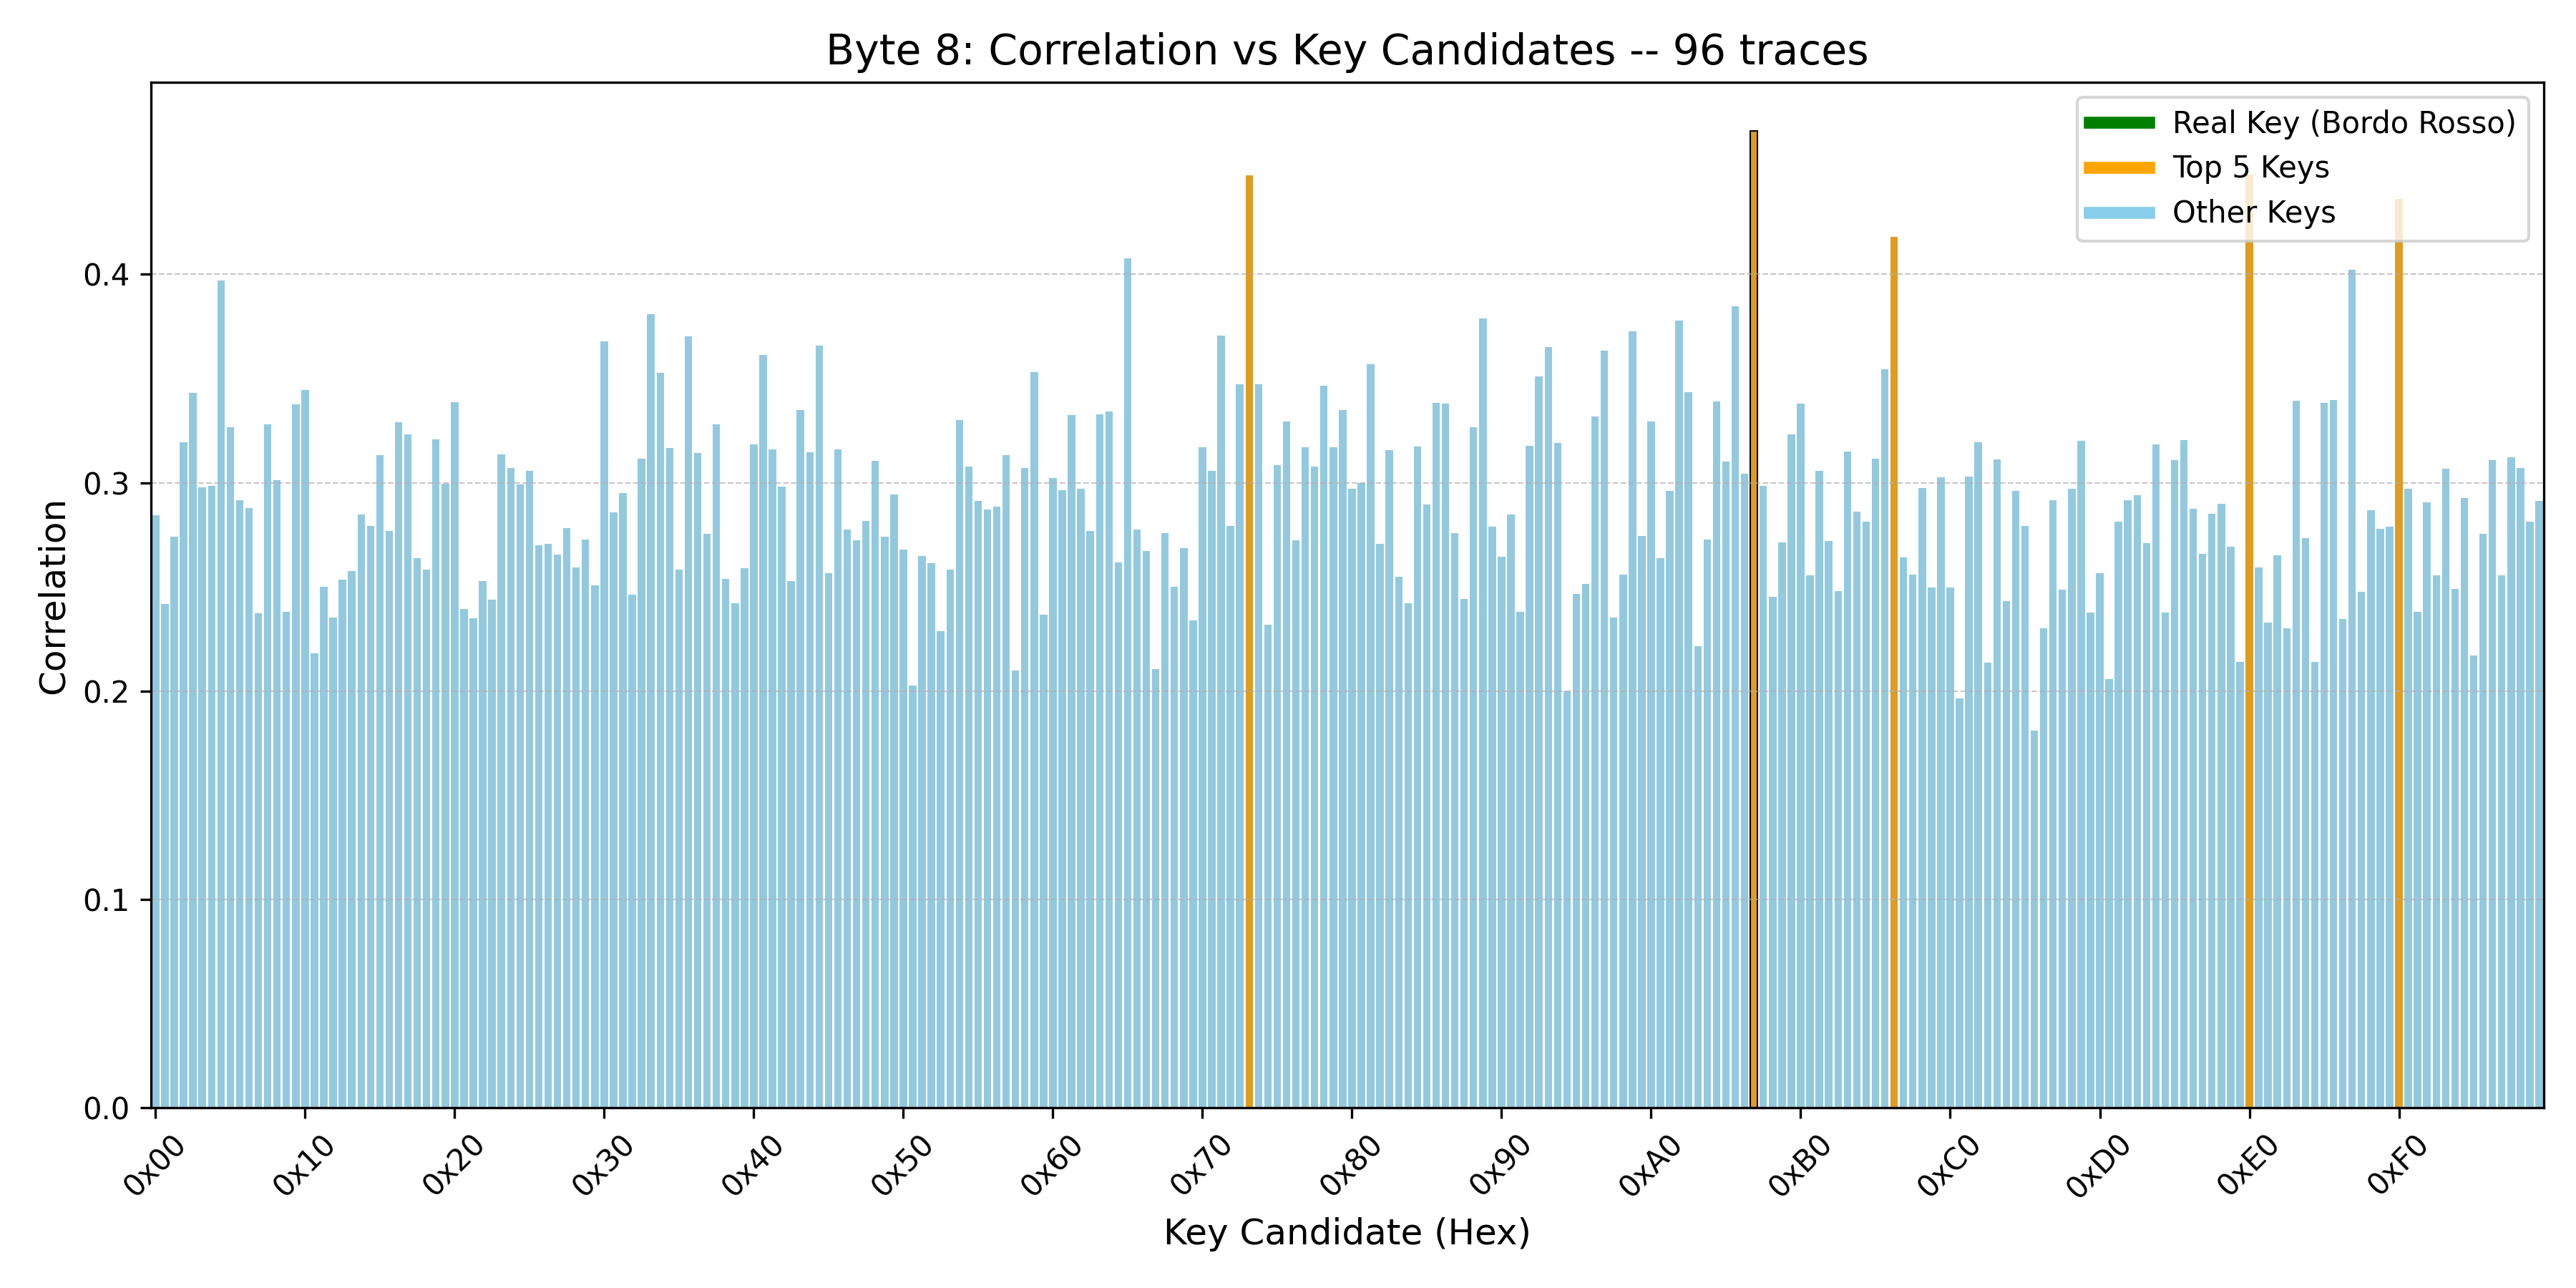 Byte 8: Correlation vs Key Candidates -- 96 traces
Real Key (Bordo Rosso)
Top 5 Keys
Other Keys
Correlation
0.4
0.3
0.2
0.1
0.0
0x00 0x10 0x20 0x30 0x40 0x50 0x60 0x70 0x80 0x90 0xA0 0xB0 0xC0 0xD0 0xE0 0xF0
Key Candidate (Hex)